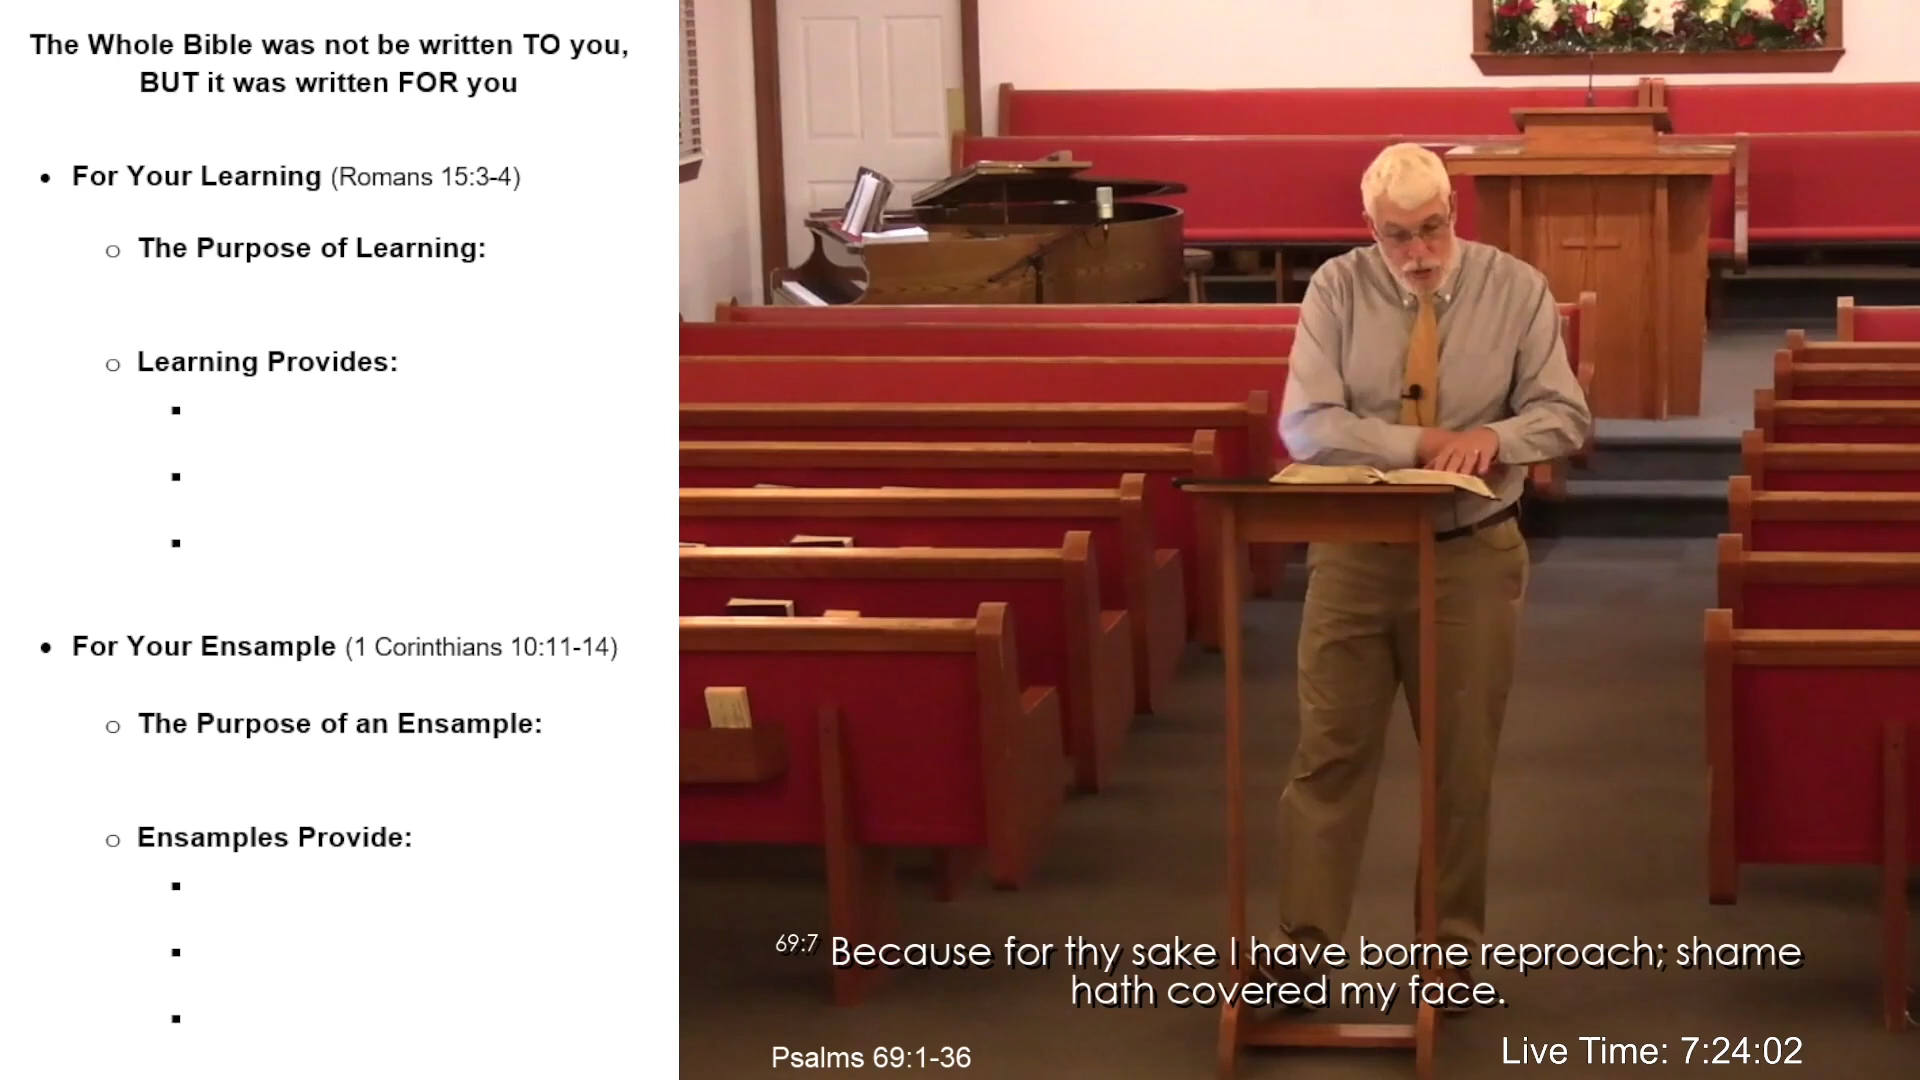 The Whole Bible was not be written TO you,
BUT it was written FOR you
• For Your Learning (Romans 15:3-4)
o The Purpose of Learning:
o Learning Provides:
▪
▪
▪
• For Your Ensample (1 Corinthians 10:11-14)
o The Purpose of an Ensample:
o Ensamples Provide:
▪
▪
▪
69:7 Because for thy sake I have borne reproach; shame
hath covered my face.
Psalms 69:1-36
Live Time: 7:24:02